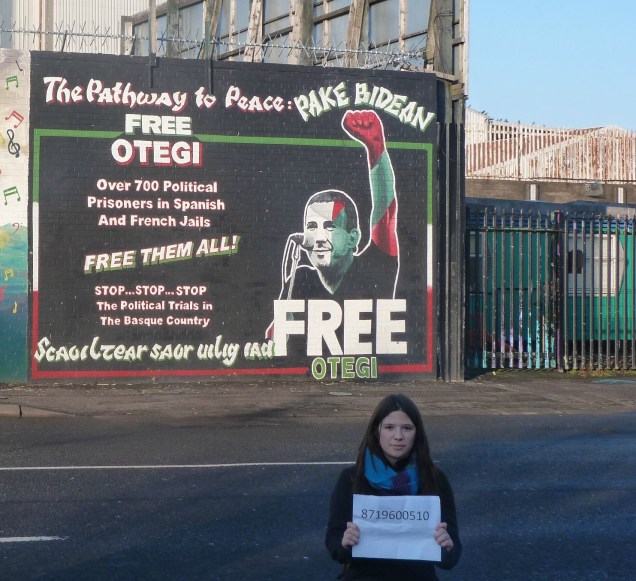 The Pathway to Peace: BAKE BIDEAN
FREE
OTEGI
Over 700 Political
Prisoners in Spanish
And French Jails
FREE THEM ALL!
STOP...STOP...STOP
The Political Trials in
The Basque Country
Scaoiltear saor uilig iad
FREE
OTEGI
8719600510